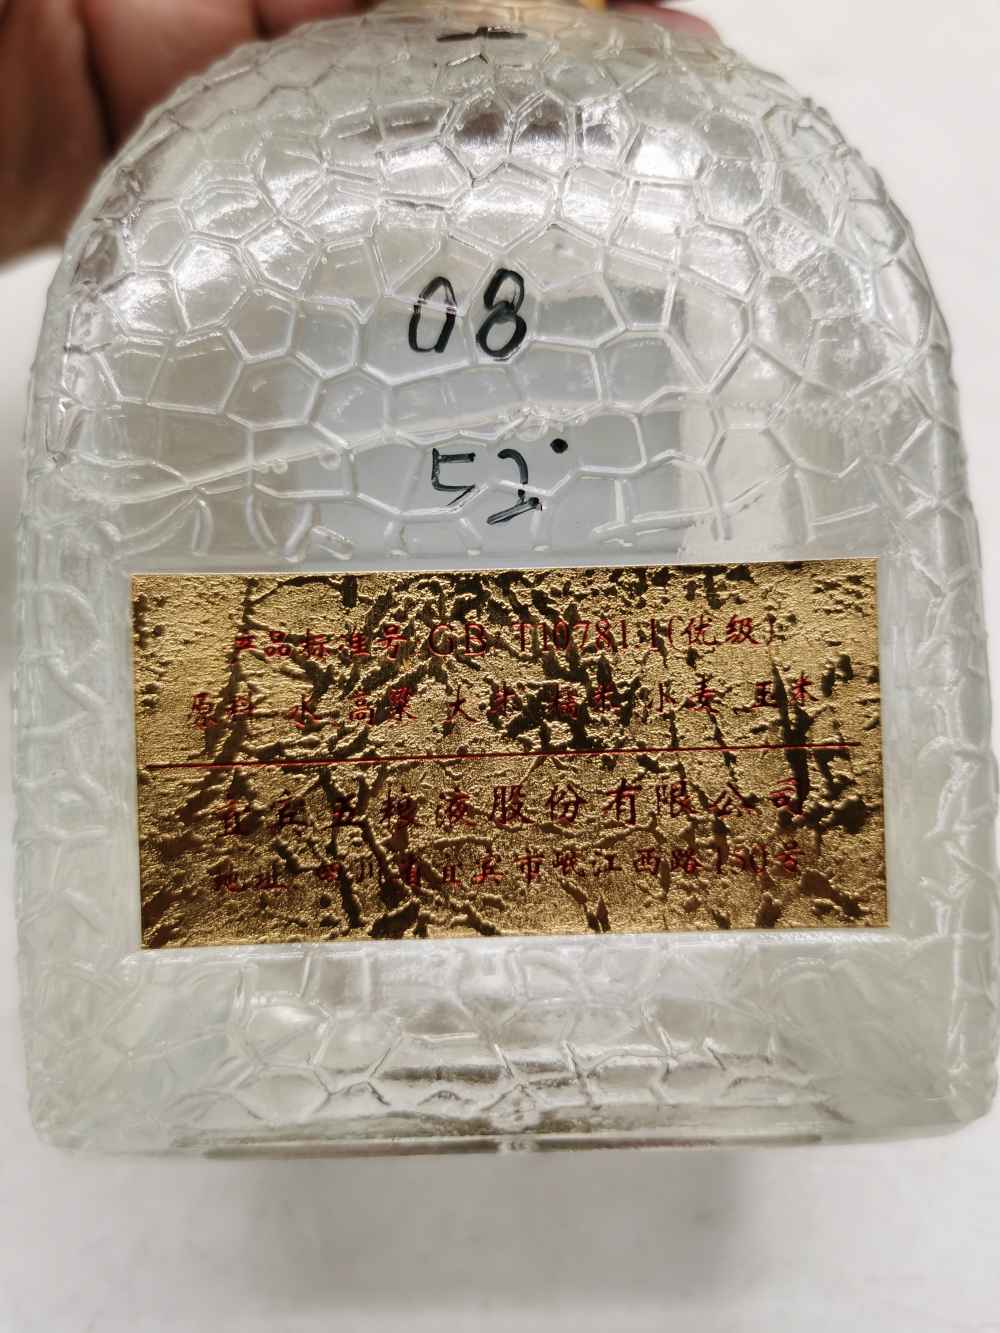 08
52°
产品标准号 GB/T10781.1(优级)
原料 水 高粱 大米 糯米 小麦 玉米
宜宾五粮液股份有限公司
地址 四川省宜宾市岷江西路150号